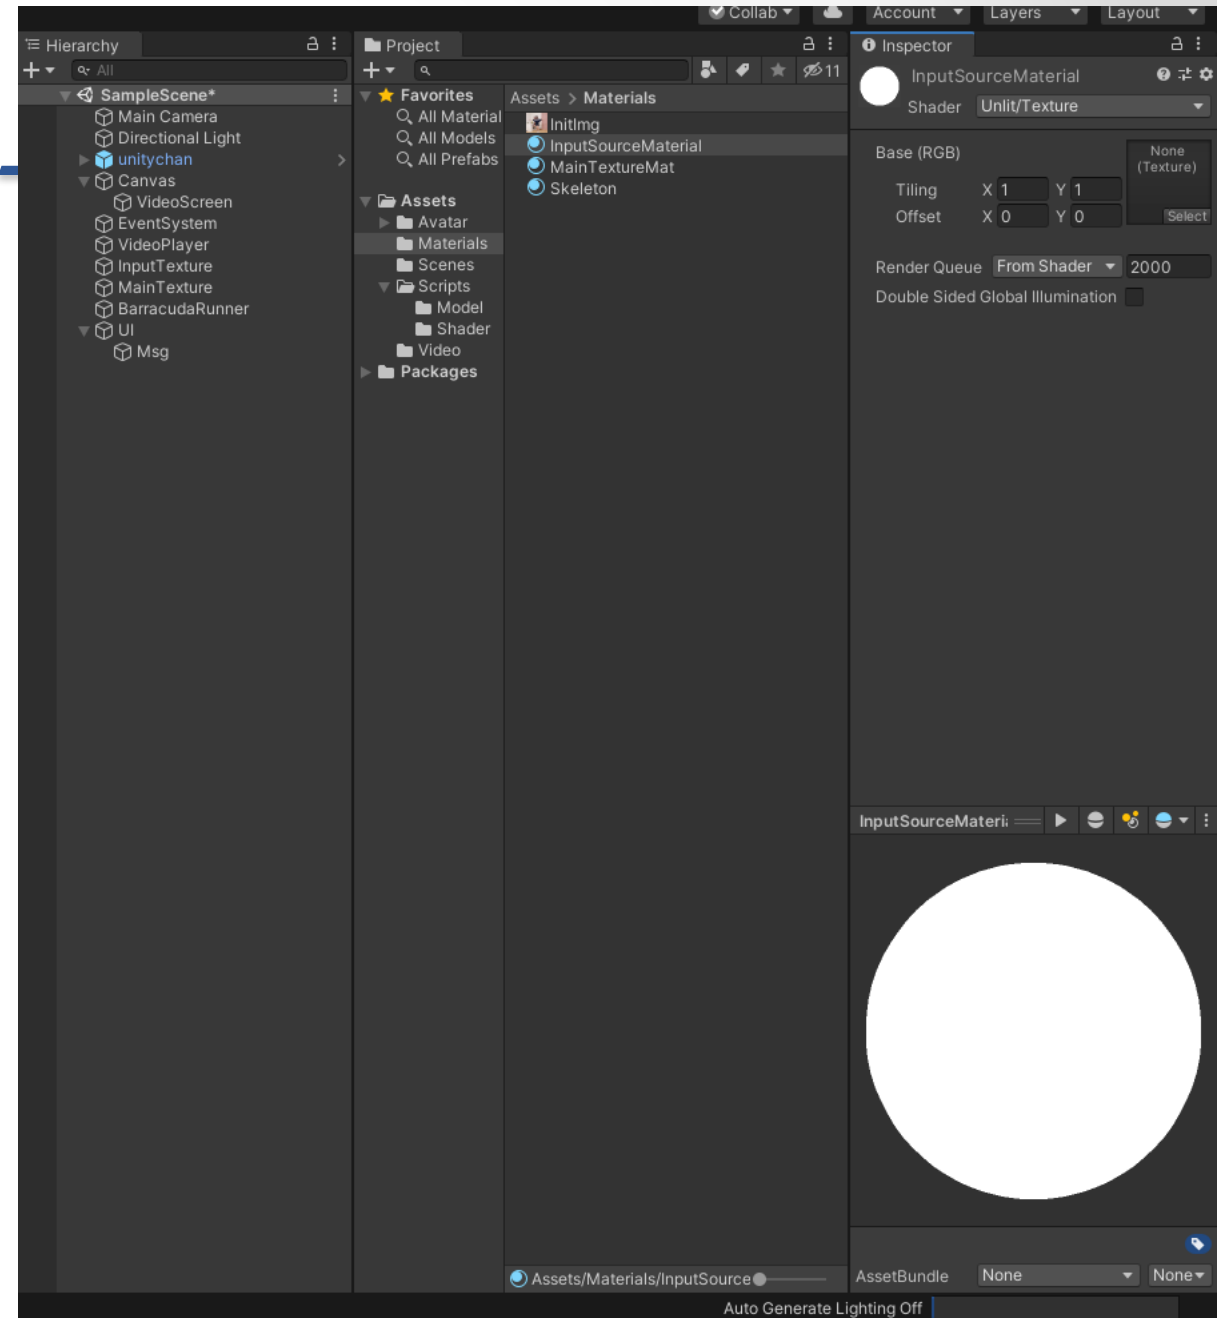 Collab
Account
Layers
Layout
Hierarchy
All
SampleScene*
Main Camera
Directional Light
unitychan
Canvas
VideoScreen
EventSystem
VideoPlayer
InputTexture
MainTexture
BarracudaRunner
UI
Msg
Project
11
Favorites
All Material
All Models
All Prefabs
Assets
Avatar
Materials
Scenes
Scripts
Model
Shader
Video
Packages
Assets > Materials
InitImg
InputSourceMaterial
MainTextureMat
Skeleton
Assets/Materials/InputSource
Inspector
InputSourceMaterial
Shader Unlit/Texture
Base (RGB)
None
(Texture)
Tiling X 1 Y 1
Offset X 0 Y 0
Select
Render Queue From Shader 2000
Double Sided Global Illumination
InputSourceMateri
AssetBundle None None
Auto Generate Lighting Off